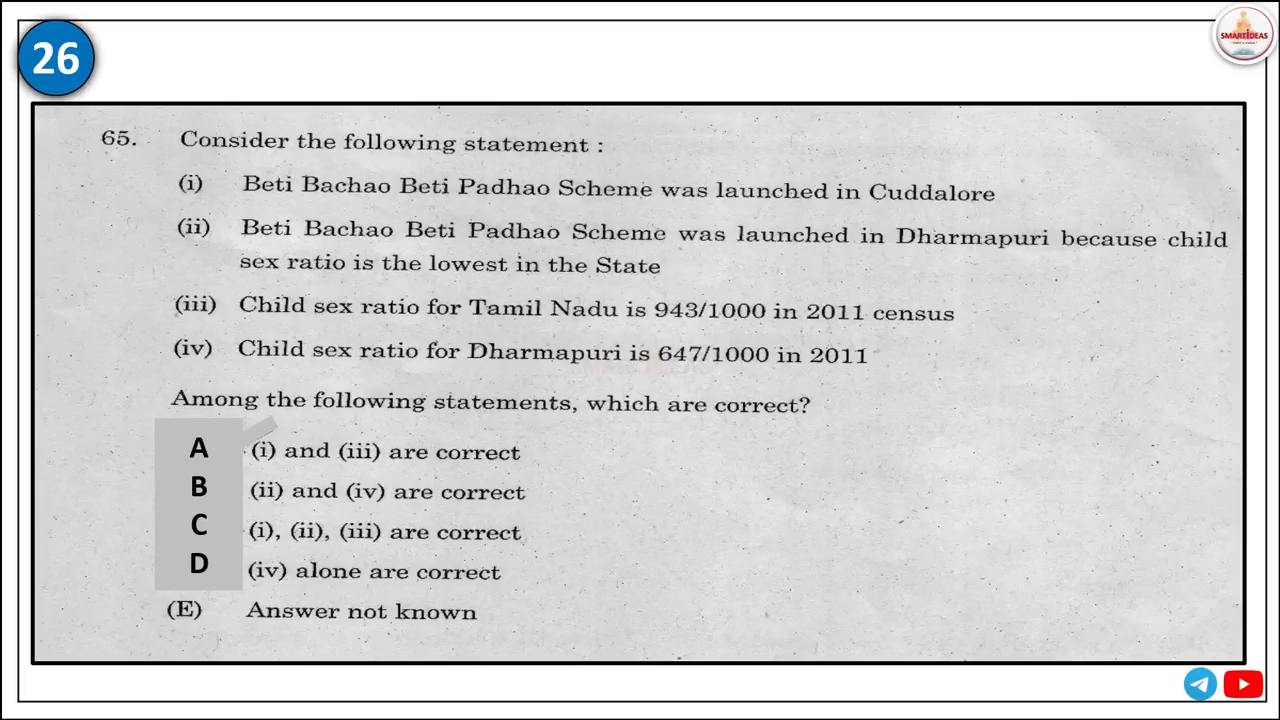 26
SMARTIDEAS
65. Consider the following statement :
(i) Beti Bachao Beti Padhao Scheme was launched in Cuddalore
(ii) Beti Bachao Beti Padhao Scheme was launched in Dharmapuri because child
sex ratio is the lowest in the State
(iii) Child sex ratio for Tamil Nadu is 943/1000 in 2011 census
(iv) Child sex ratio for Dharmapuri is 647/1000 in 2011
Among the following statements, which are correct?
A (i) and (iii) are correct
B (ii) and (iv) are correct
C (i), (ii), (iii) are correct
D (iv) alone are correct
(E) Answer not known